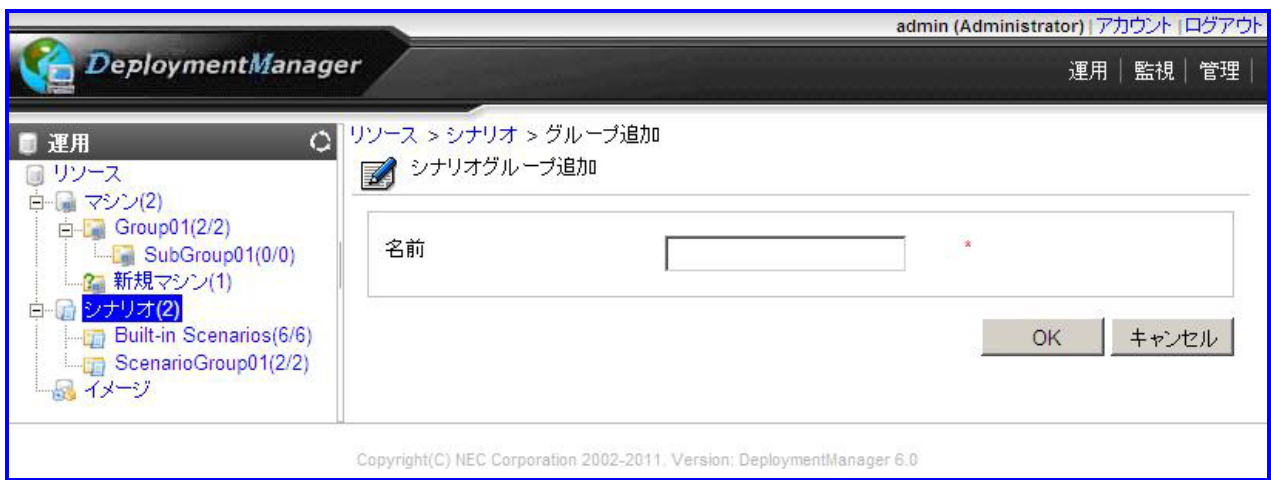 admin (Administrator) | アカウント | ログアウト
DeploymentManager
運用 | 監視 | 管理 |
運用
リソース > シナリオ > グループ追加
リソース
シナリオグループ追加
マシン(2)
Group01(2/2)
SubGroup01(0/0)
名前 *
新規マシン(1)
シナリオ(2)
Built-in Scenarios(6/6)
OK キャンセル
ScenarioGroup01(2/2)
イメージ
Copyright(C) NEC Corporation 2002-2011. Version: DeploymentManager 6.0